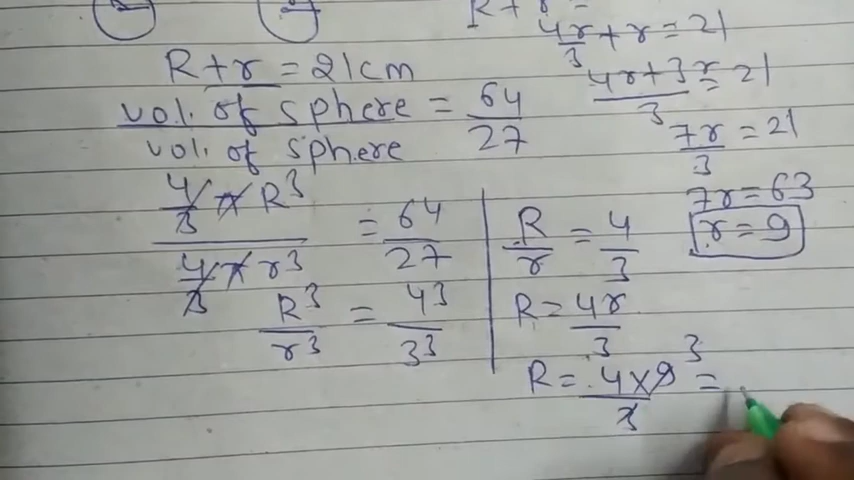 R + r =
4r/3 + r = 21
R + r = 21cm
4r + 3r/3 = 21
vol. of sphere/vol. of sphere = 64/27
7r/3 = 21
7r = 63
r = 9
4/3 π R³/4/3 π r³ = 64/27
R³/r³ = 4³/3³
R/r = 4/3
R = 4r/3
R = 4×9/3 =
3